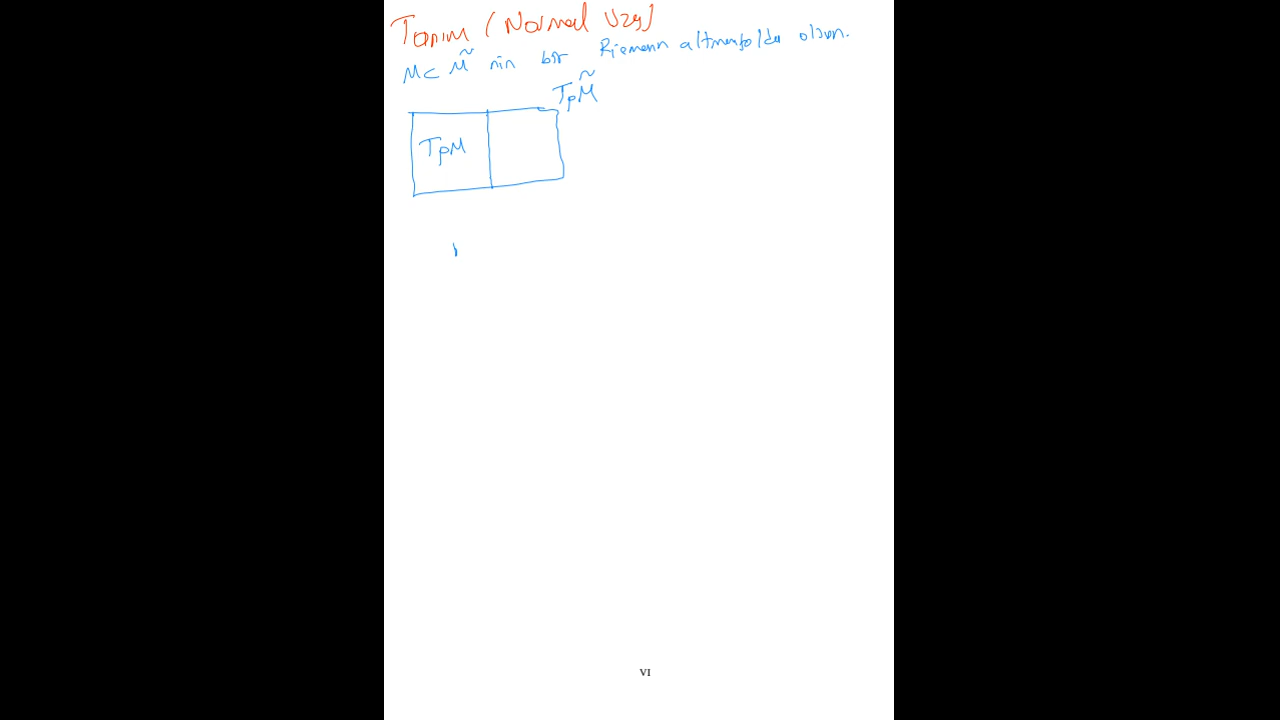 Tanım (Normal Uzay)
M⊂ M̃ nin bir Riemann altmanifoldu olsun.
TpM̃
TpM
VI